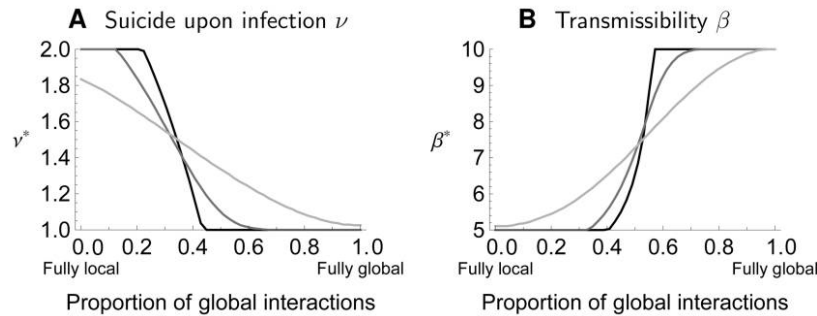 A Suicide upon infection ν
2.0
1.8
1.6
ν*
1.4
1.2
1.0
0.0 0.2 0.4 0.6 0.8 1.0
Fully local Fully global
Proportion of global interactions
B Transmissibility β
10
9
8
β*
7
6
5
0.0 0.2 0.4 0.6 0.8 1.0
Fully local Fully global
Proportion of global interactions